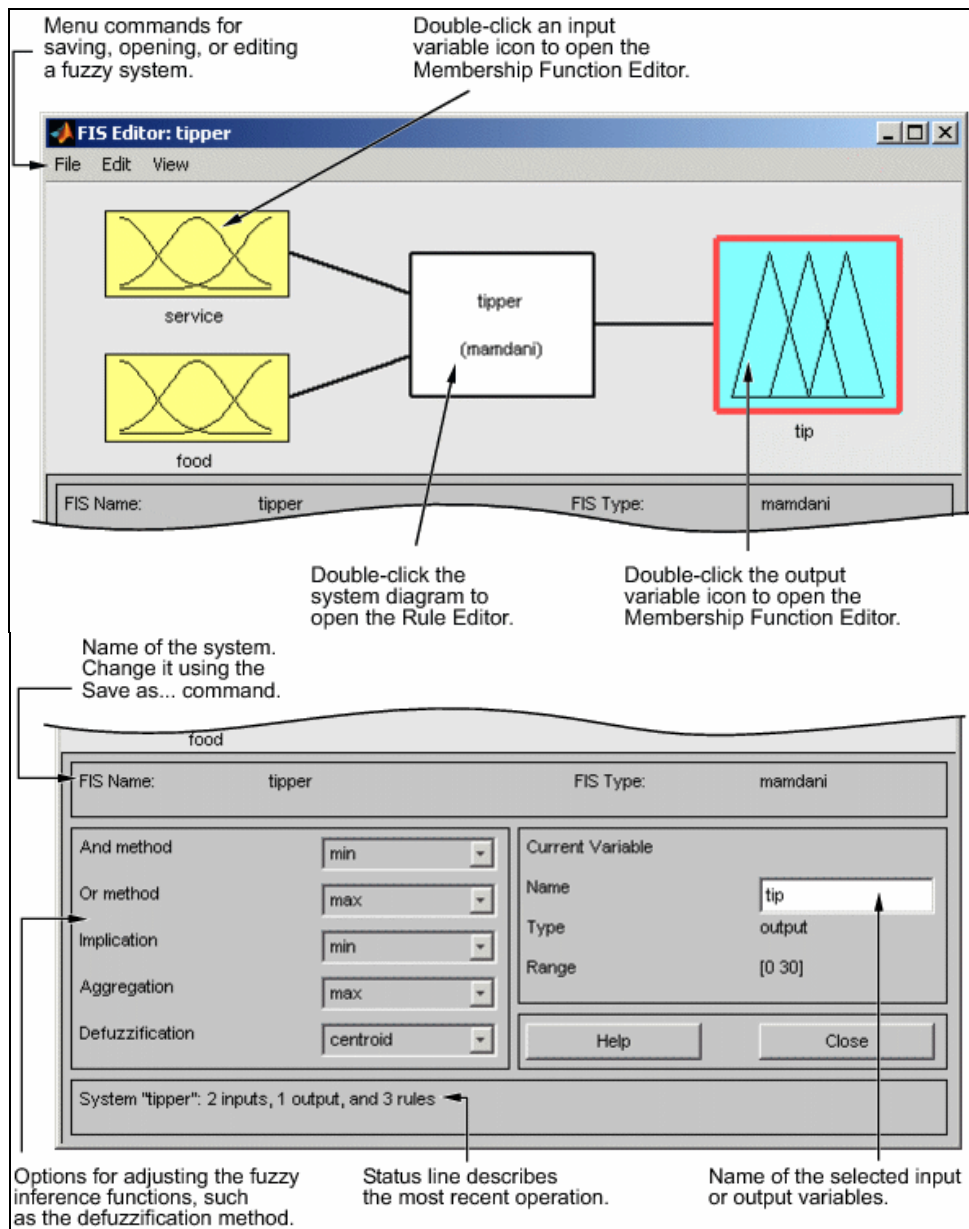 Menu commands for
saving, opening, or editing
a fuzzy system.
Double-click an input
variable icon to open the
Membership Function Editor.
FIS Editor: tipper
File Edit View
service
food
tipper
(mamdani)
tip
FIS Name: tipper FIS Type: mamdani
Double-click the
system diagram to
open the Rule Editor.
Double-click the output
variable icon to open the
Membership Function Editor.
Name of the system.
Change it using the
Save as... command.
food
FIS Name: tipper FIS Type: mamdani
And method min
Or method max
Implication min
Aggregation max
Defuzzification centroid
Current Variable
Name tip
Type output
Range [0 30]
Help Close
System "tipper": 2 inputs, 1 output, and 3 rules
Options for adjusting the fuzzy
inference functions, such
as the defuzzification method.
Status line describes
the most recent operation.
Name of the selected input
or output variables.